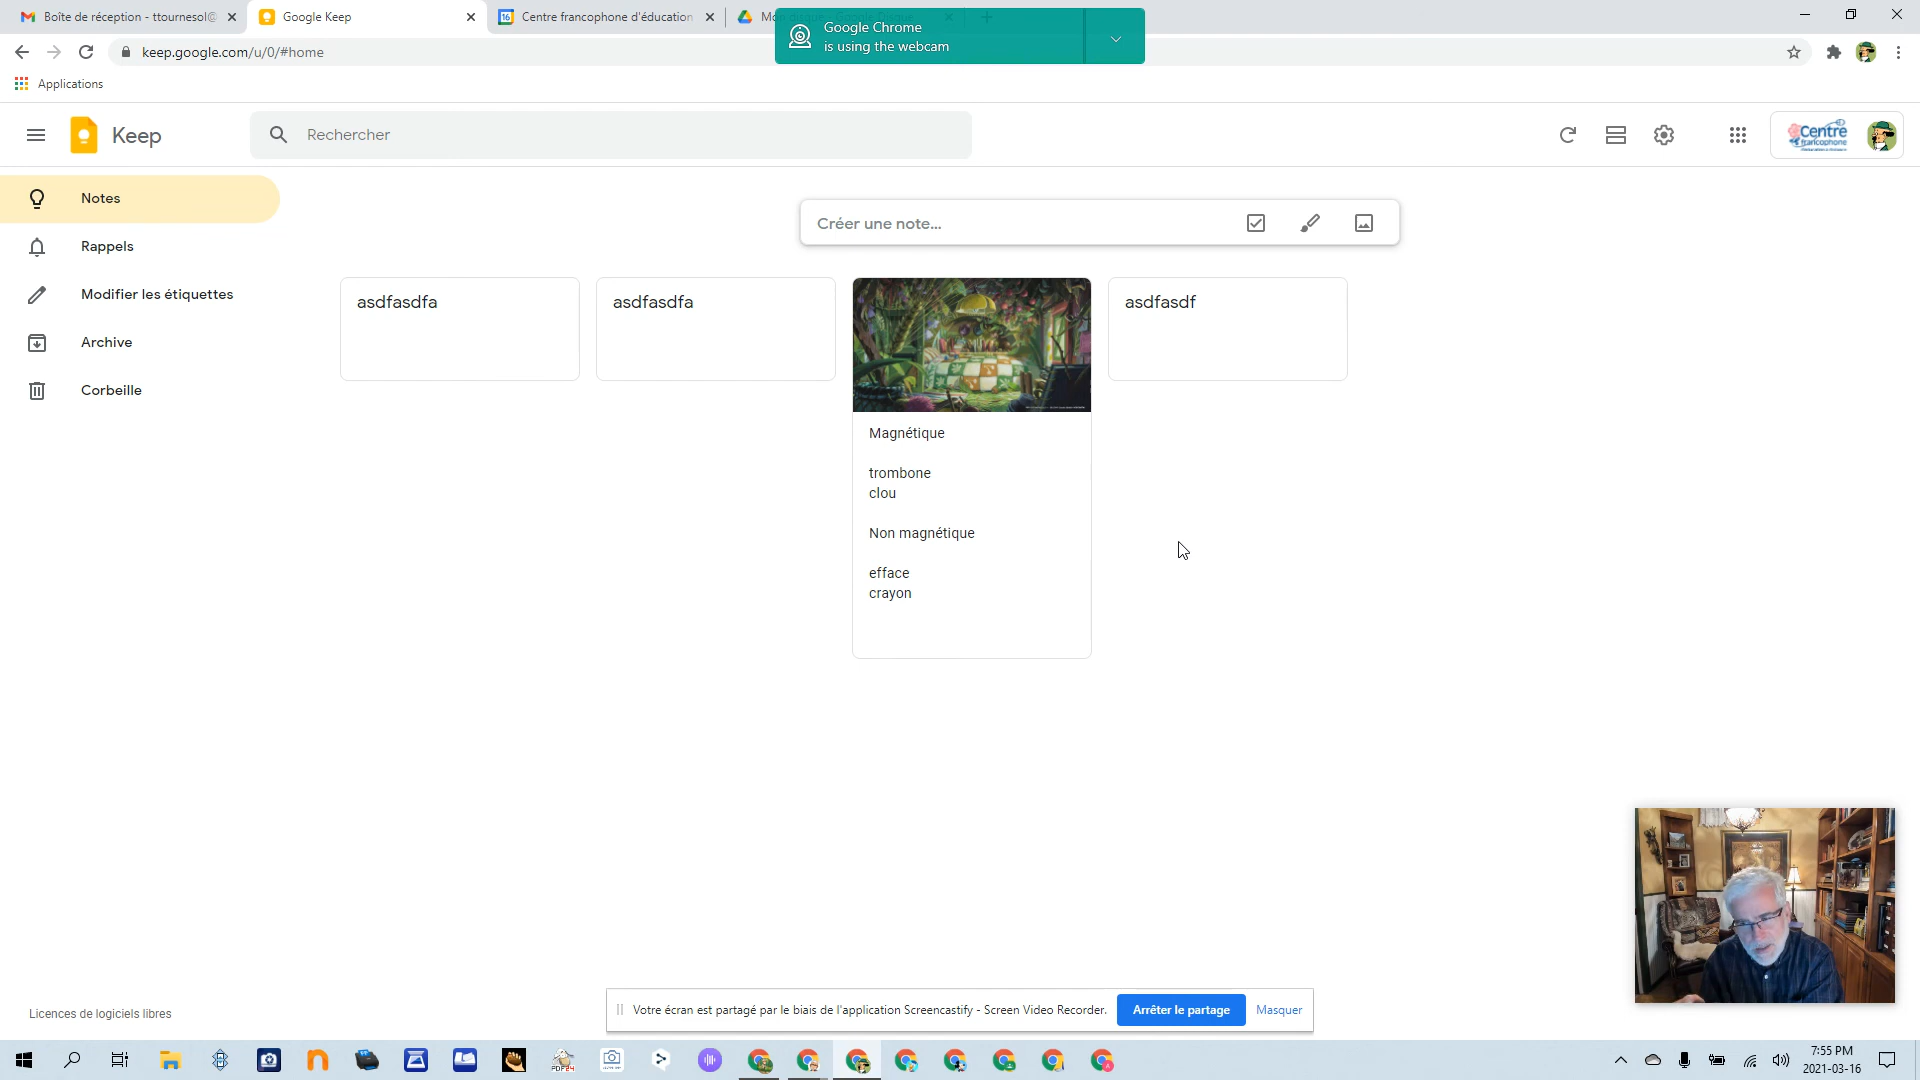 Boîte de réception - ttournesol@
Google Keep
Centre francophone d'éducation
Google Chrome
is using the webcam
keep.google.com/u/0/#home
Applications
Keep
Rechercher
Centre
francophone
Notes
Rappels
Modifier les étiquettes
Archive
Corbeille
Créer une note...
asdfasdfa
asdfasdfa
asdfasdf
Magnétique
trombone
clou
Non magnétique
efface
crayon
Licences de logiciels libres
Votre écran est partagé par le biais de l'application Screencastify - Screen Video Recorder.
Arrêter le partage
Masquer
PDF24
7:55 PM
2021-03-16